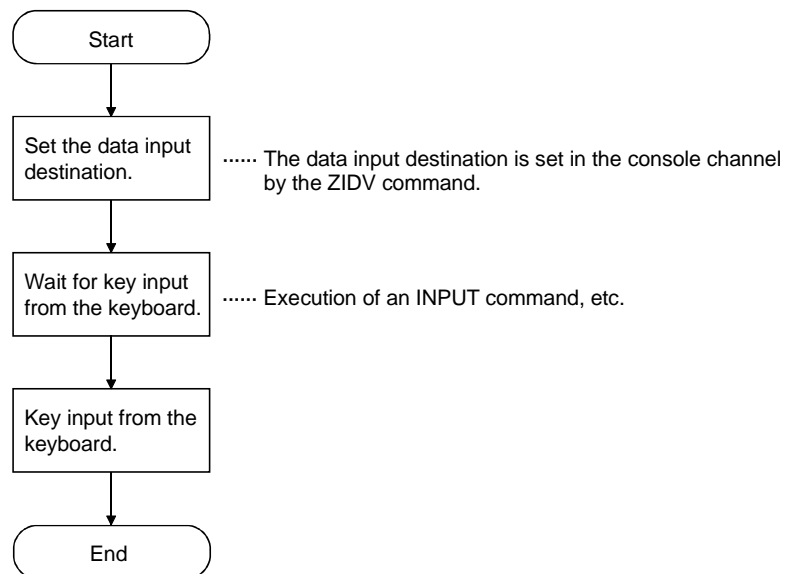 Start
Set the data input
destination.
······ The data input destination is set in the console channel
by the ZIDV command.
Wait for key input
from the keyboard.
······ Execution of an INPUT command, etc.
Key input from the
keyboard.
End